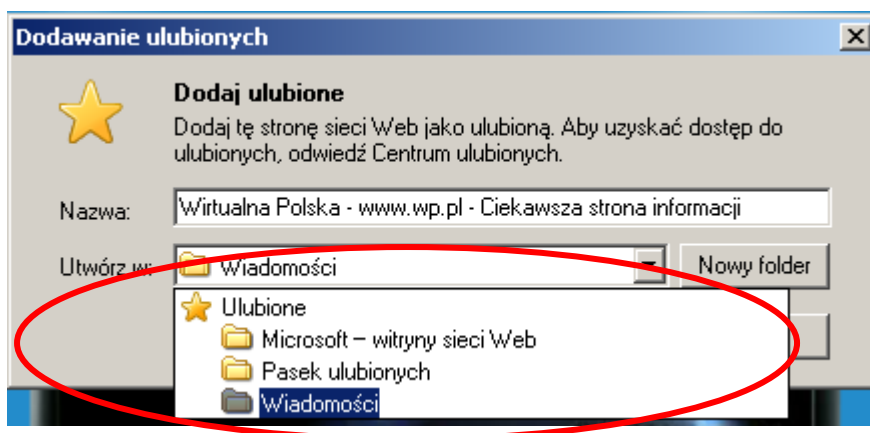 Dodawanie ulubionych
Dodaj ulubione
Dodaj tę stronę sieci Web jako ulubioną. Aby uzyskać dostęp do
ulubionych, odwiedź Centrum ulubionych.
Nazwa: Wirtualna Polska - www.wp.pl - Ciekawsza strona informacji
Utwórz w: Wiadomości Nowy folder
Ulubione
Microsoft – witryny sieci Web
Pasek ulubionych
Wiadomości